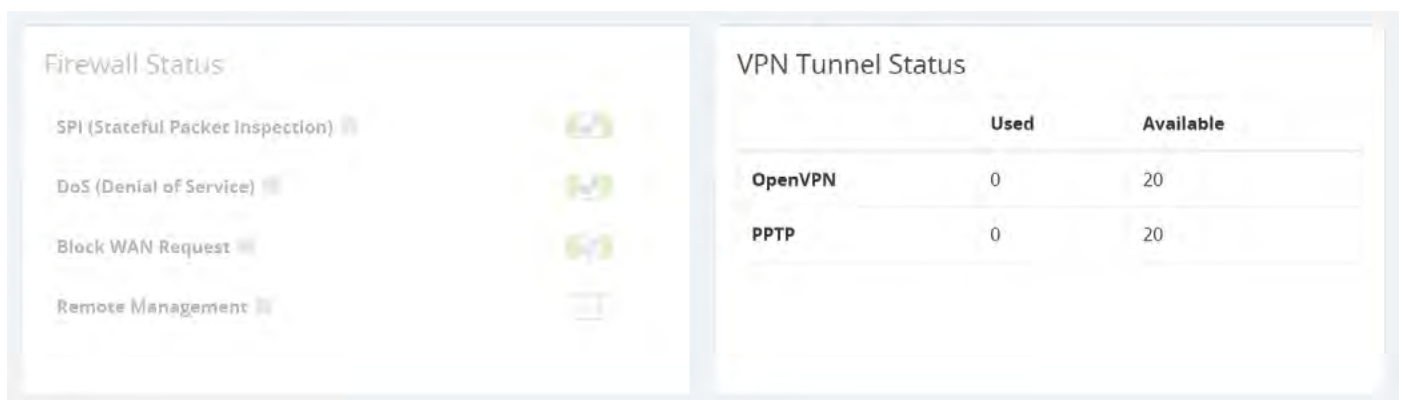 Firewall Status
SPI (Stateful Packet Inspection)
DoS (Denial of Service)
Block WAN Request
Remote Management
VPN Tunnel Status
Used Available
OpenVPN 0 20
PPTP 0 20